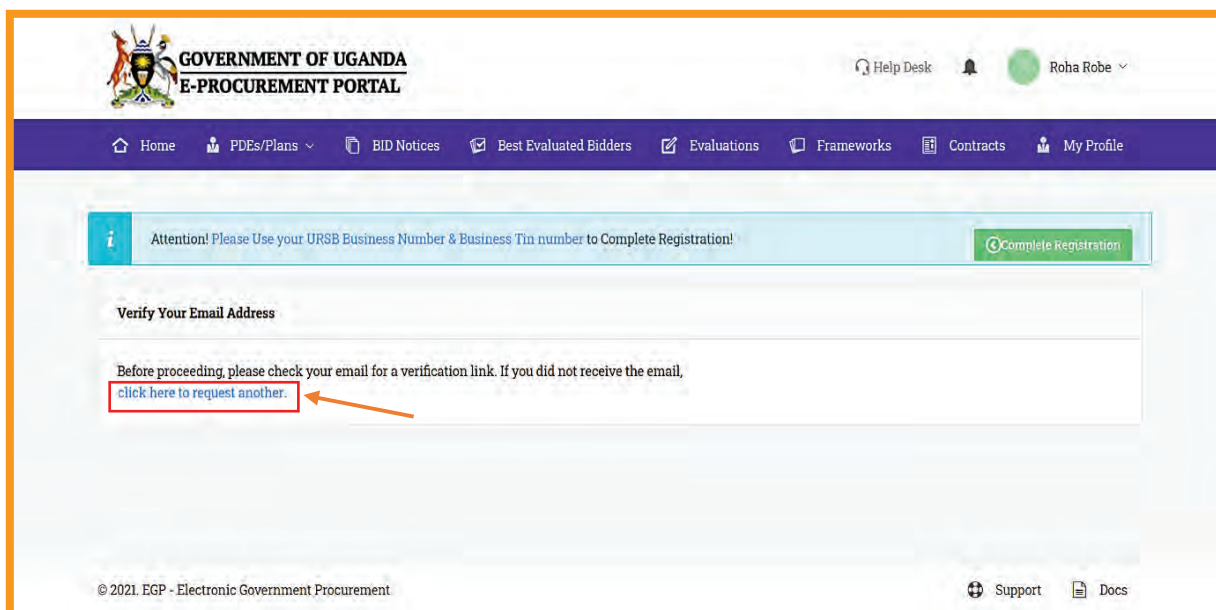 GOVERNMENT OF UGANDA
E-PROCUREMENT PORTAL
Help Desk
Roha Robe
Home PDEs/Plans BID Notices Best Evaluated Bidders Evaluations Frameworks Contracts My Profile
Attention! Please Use your URSB Business Number & Business Tin number to Complete Registration!
Complete Registration
Verify Your Email Address
Before proceeding, please check your email for a verification link. If you did not receive the email,
click here to request another.
© 2021. EGP - Electronic Government Procurement
Support Docs